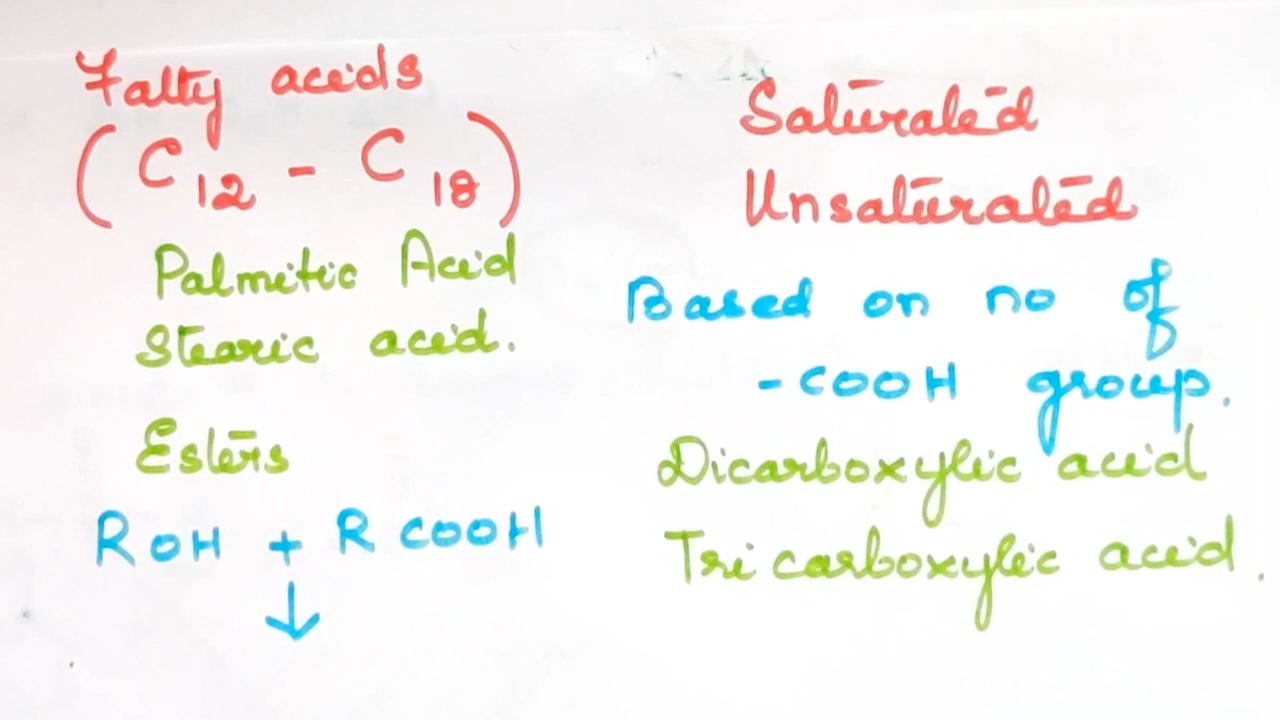 Fatty acids
(C12 - C18)
Palmitic Acid
Stearic acid.
Esters
ROH + RCOOH
↓
Saturated
Unsaturated
Based on no of
-COOH group.
Dicarboxylic acid
Tricarboxylic acid.